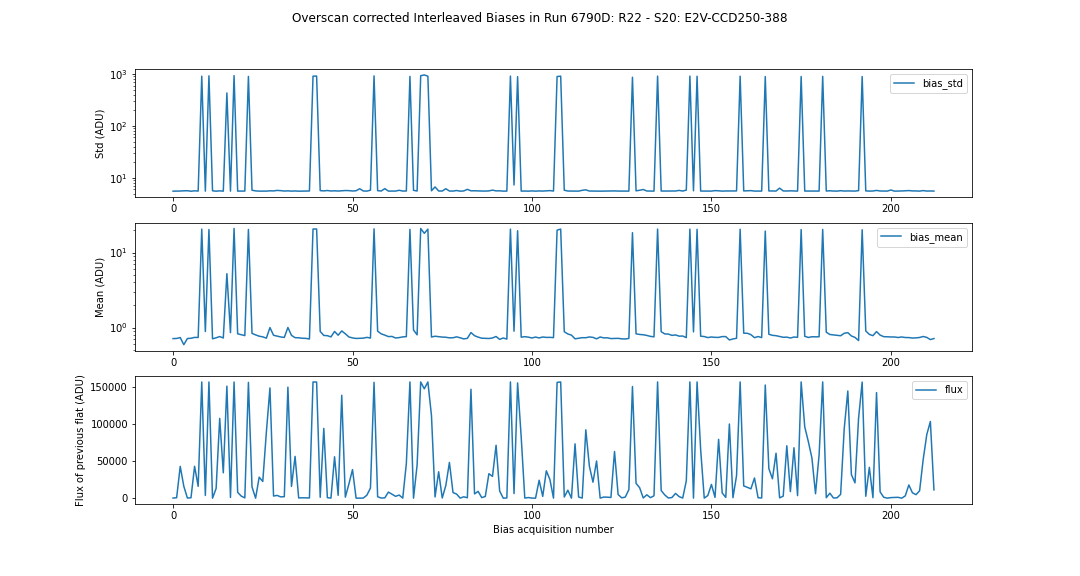 Overscan corrected Interleaved Biases in Run 6790D: R22 - S20: E2V-CCD250-388
Std (ADU)
10³
10²
10¹
bias_std
0 50 100 150 200
Mean (ADU)
10¹
10⁰
bias_mean
0 50 100 150 200
Flux of previous flat (ADU)
150000
100000
50000
0
flux
0 50 100 150 200
Bias acquisition number